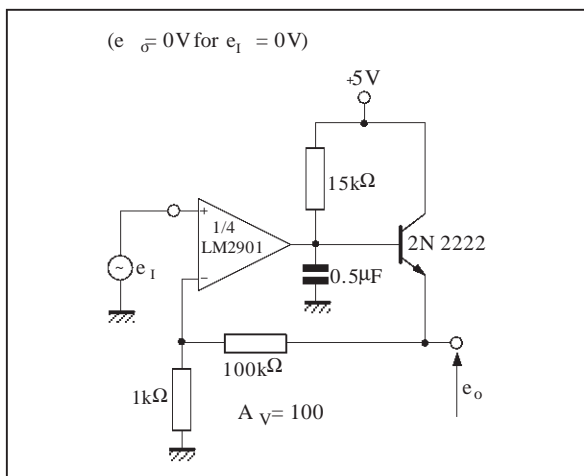 (e o = 0V for e I = 0V)
+5V
15kΩ
1/4
LM2901
+
−
2N 2222
~
e I
0.5µF
100kΩ
1kΩ
A V = 100
e o